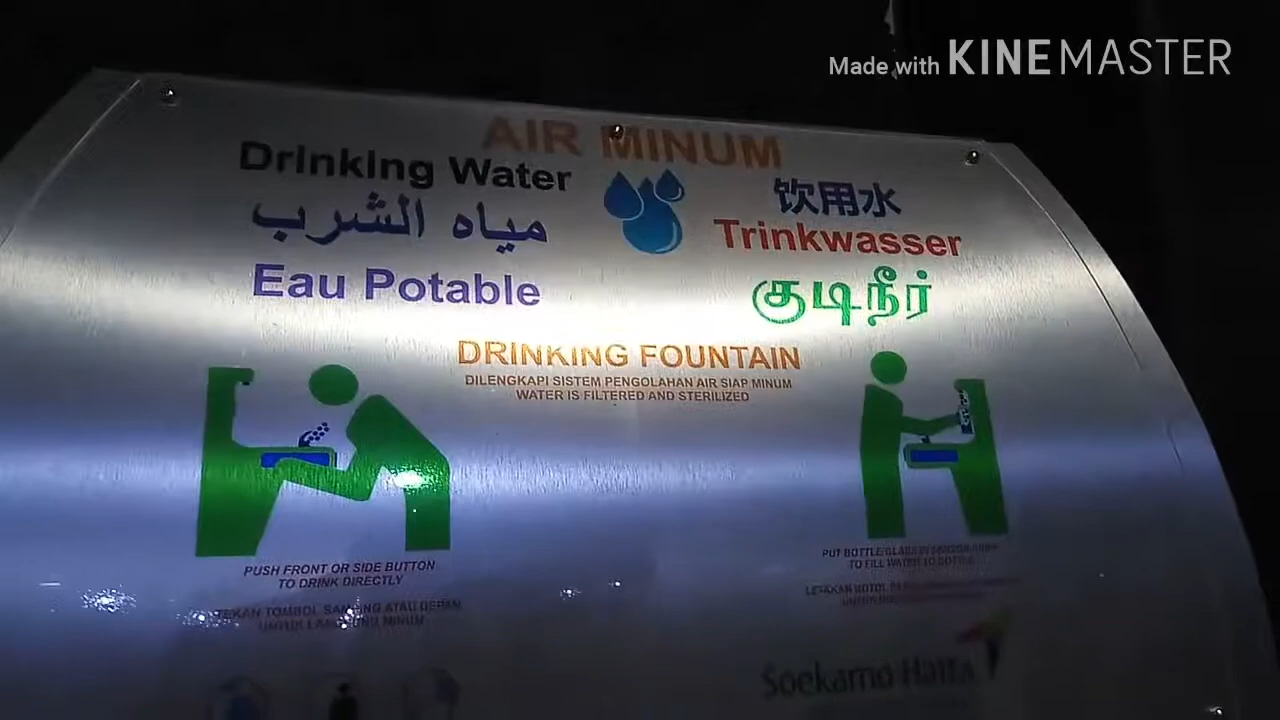 Made with KINEMASTER
AIR MINUM
Drinking Water
مياه الشرب
Eau Potable
饮用水
Trinkwasser
குடிநீர்
DRINKING FOUNTAIN
DILENGKAPI SISTEM PENGOLAHAN AIR SIAP MINUM
WATER IS FILTERED AND STERILIZED
PUSH FRONT OR SIDE BUTTON
TO DRINK DIRECTLY
TEKAN TOMBOL SAMPING ATAU DEPAN
UNTUK LANGSUNG MINUM
PUT BOTTLE/GLASS IN SENSOR
TO FILL WATER TO BOTTLE
LETAKAN BOTOL
Soekarno Hatta